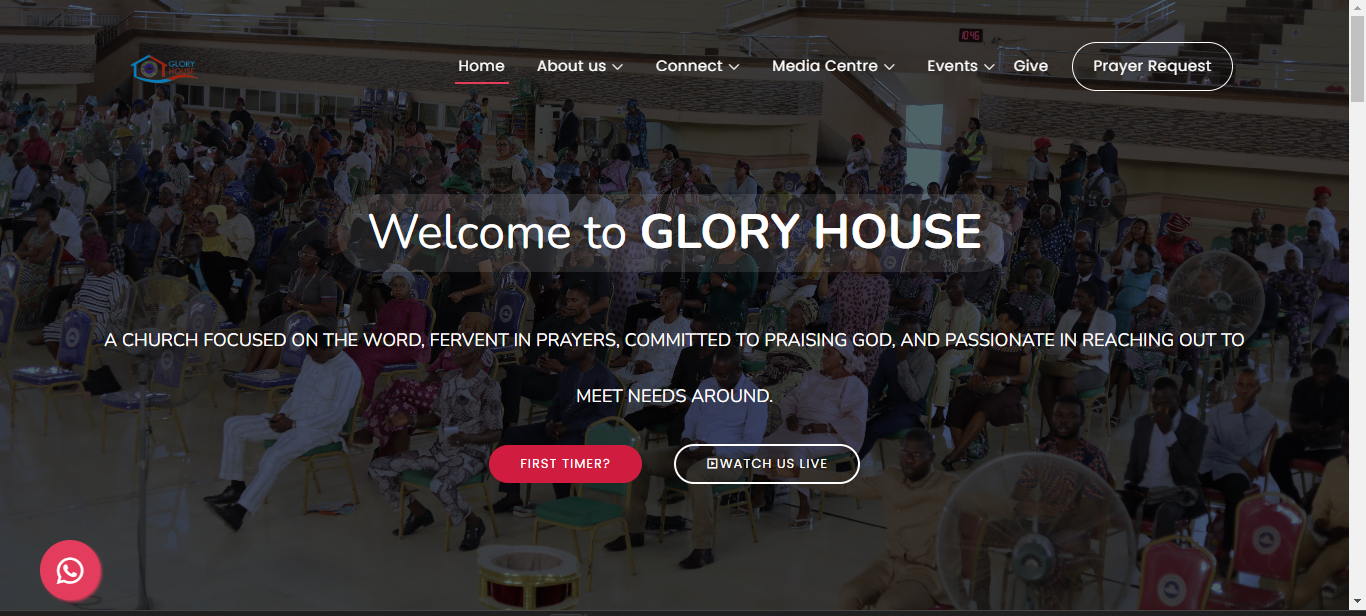 10:46
GLORY
HOUSE
Home About us Connect Media Centre Events Give Prayer Request
Welcome to GLORY HOUSE
A CHURCH FOCUSED ON THE WORD, FERVENT IN PRAYERS, COMMITTED TO PRAISING GOD, AND PASSIONATE IN REACHING OUT TO
MEET NEEDS AROUND.
FIRST TIMER? WATCH US LIVE